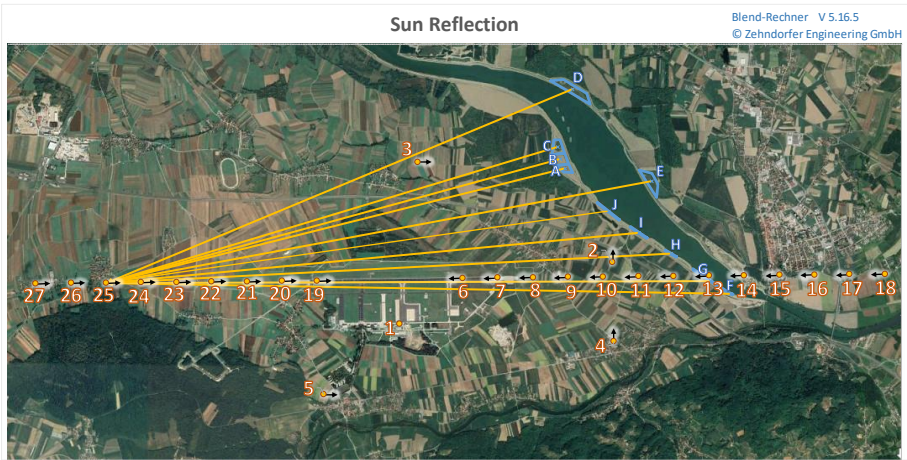 Sun Reflection
Blend-Rechner V 5.16.5
© Zehndorfer Engineering GmbH
D
3
C
B
A
E
J
I
2
H
G
F
27 26 25 24 23 22 21 20 19 6 7 8 9 10 11 12 13 14 15 16 17 18
1
4
5